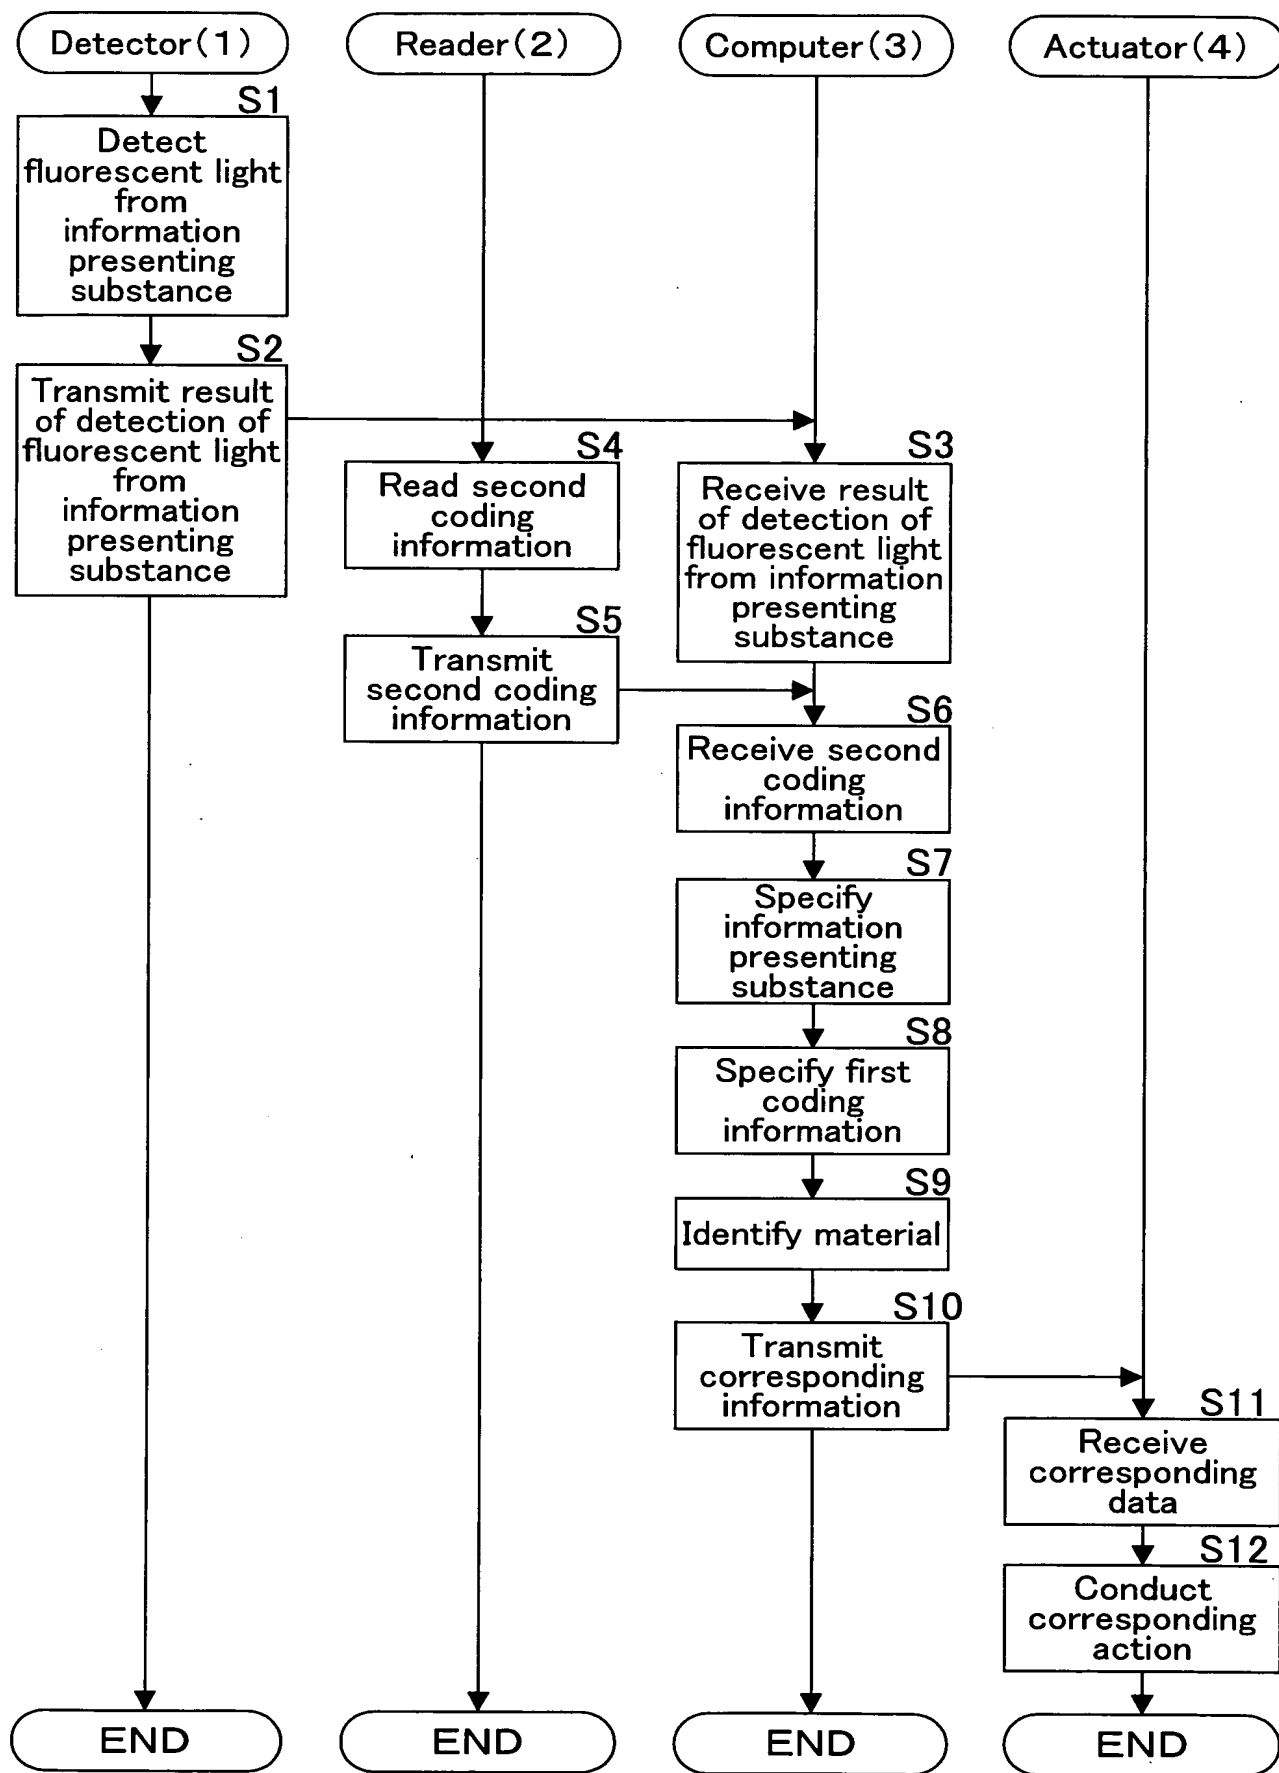 Detector(1)
Reader(2)
Computer(3)
Actuator(4)
S1
Detect
fluorescent light
from
information
presenting
substance
S2
Transmit result
of detection of
fluorescent light
from
information
presenting
substance
S4
Read second
coding
information
S3
Receive result
of detection of
fluorescent light
from information
presenting
substance
S5
Transmit
second coding
information
S6
Receive second
coding
information
S7
Specify
information
presenting
substance
S8
Specify first
coding
information
S9
Identify material
S10
Transmit
corresponding
information
S11
Receive
corresponding
data
S12
Conduct
corresponding
action
END
END
END
END